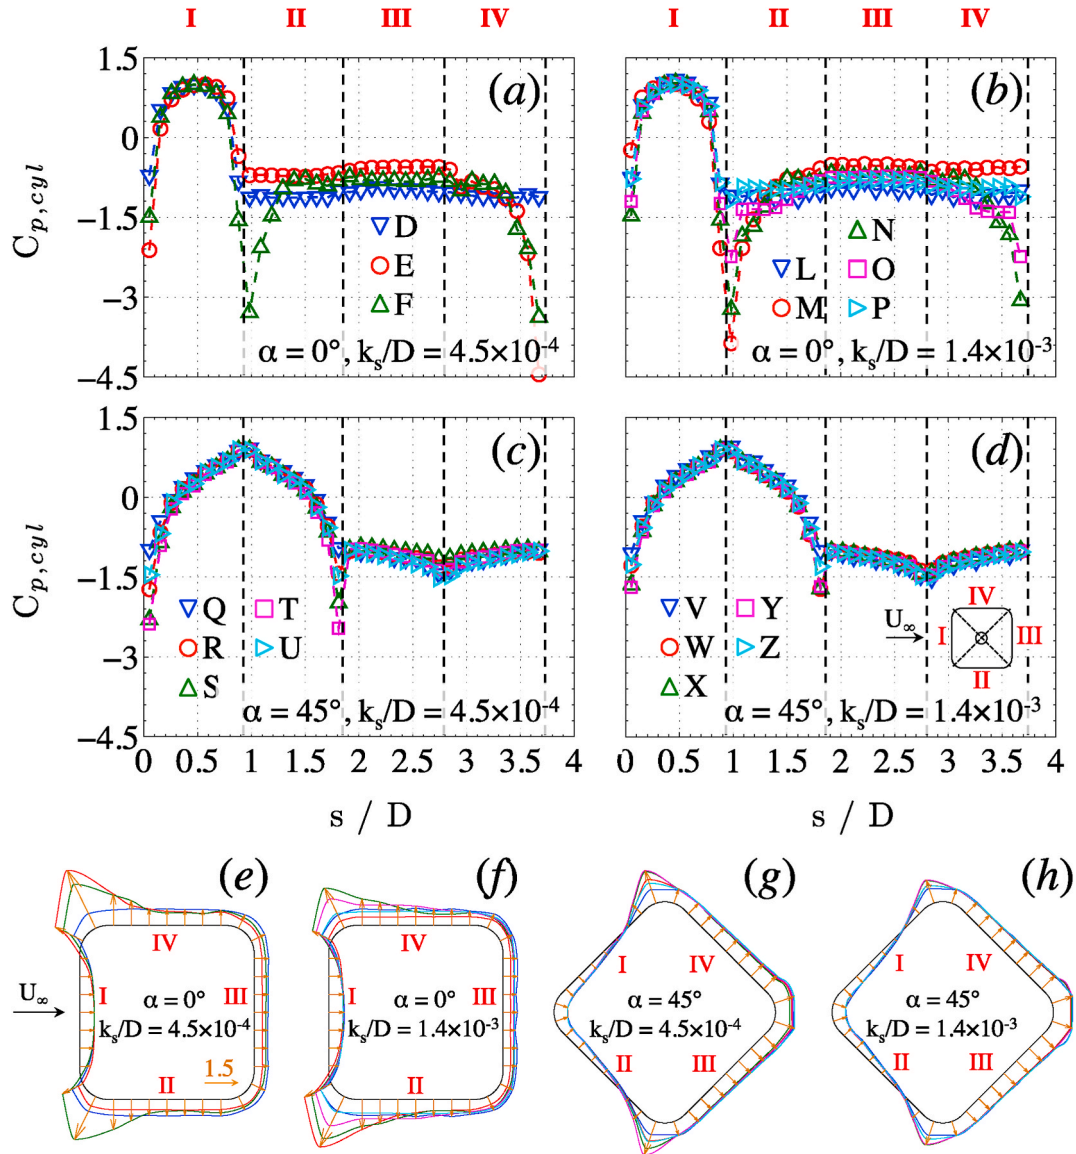 I II III IV I II III IV
1.5
0
−1.5
−3
−4.5
C_{p,cyl}
(a)
D
E
F
α = 0°, k_s/D = 4.5×10^{-4}
(b)
L
M
N
O
P
α = 0°, k_s/D = 1.4×10^{-3}
1.5
0
−1.5
−3
−4.5
C_{p,cyl}
(c)
Q
R
S
T
U
α = 45°, k_s/D = 4.5×10^{-4}
(d)
V
W
X
Y
Z
U_∞
IV
I
III
II
α = 45°, k_s/D = 1.4×10^{-3}
0 0.5 1 1.5 2 2.5 3 3.5 4
0 0.5 1 1.5 2 2.5 3 3.5 4
s / D
s / D
(e)
IV
U_∞
I
III
α = 0°
k_s/D = 4.5×10^{-4}
1.5
II
(f)
IV
I
III
α = 0°
k_s/D = 1.4×10^{-3}
II
(g)
I
IV
α = 45°
k_s/D = 4.5×10^{-4}
II
III
(h)
I
IV
α = 45°
k_s/D = 1.4×10^{-3}
II
III